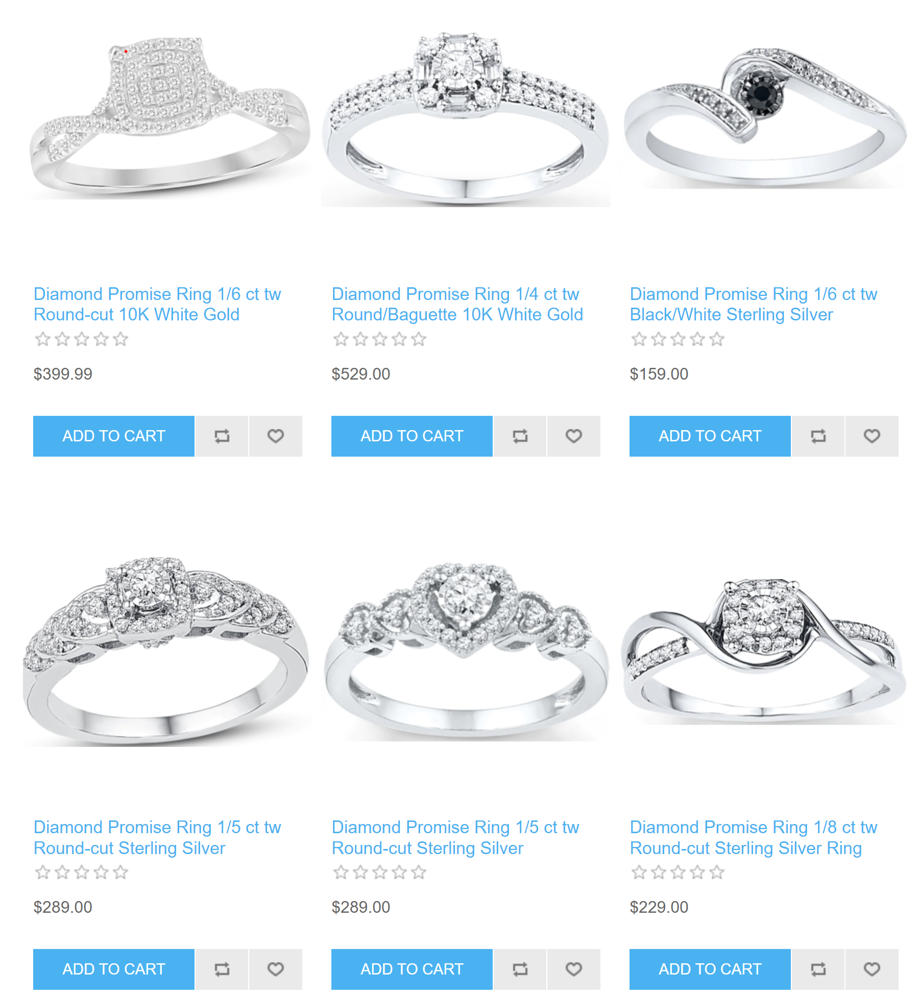 Diamond Promise Ring 1/6 ct tw
Round-cut 10K White Gold
$399.99
ADD TO CART
Diamond Promise Ring 1/4 ct tw
Round/Baguette 10K White Gold
$529.00
ADD TO CART
Diamond Promise Ring 1/6 ct tw
Black/White Sterling Silver
$159.00
ADD TO CART
Diamond Promise Ring 1/5 ct tw
Round-cut Sterling Silver
$289.00
ADD TO CART
Diamond Promise Ring 1/5 ct tw
Round-cut Sterling Silver
$289.00
ADD TO CART
Diamond Promise Ring 1/8 ct tw
Round-cut Sterling Silver Ring
$229.00
ADD TO CART